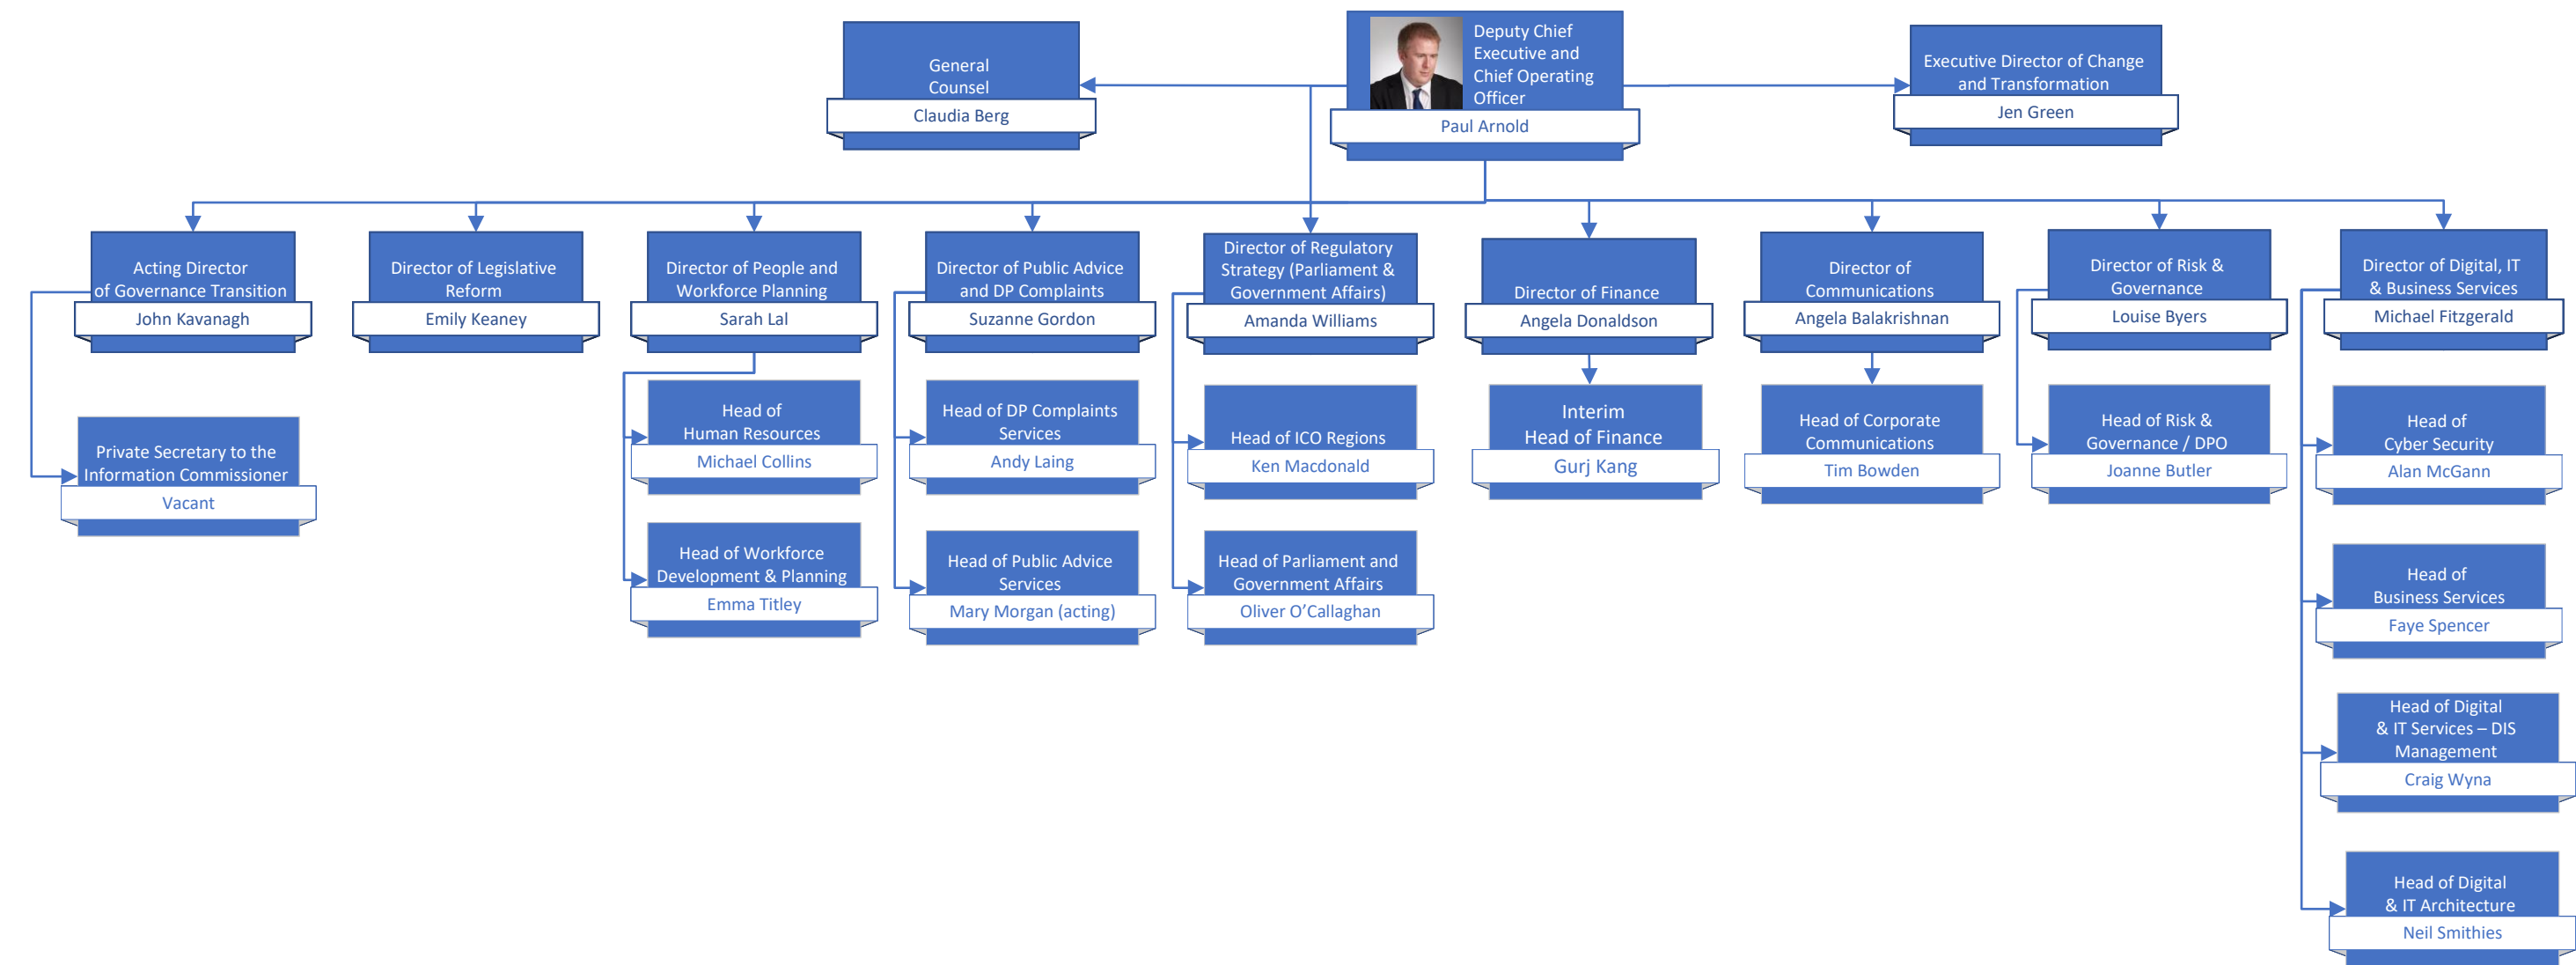 General
Counsel
Claudia Berg
Deputy Chief
Executive and
Chief Operating
Officer
Paul Arnold
Executive Director of Change
and Transformation
Jen Green
Acting Director
of Governance Transition
John Kavanagh
Director of Legislative
Reform
Emily Keaney
Director of People and
Workforce Planning
Sarah Lal
Director of Public Advice
and DP Complaints
Suzanne Gordon
Director of Regulatory
Strategy (Parliament &
Government Affairs)
Amanda Williams
Director of Finance
Angela Donaldson
Director of
Communications
Angela Balakrishnan
Director of Risk &
Governance
Louise Byers
Director of Digital, IT
& Business Services
Michael Fitzgerald
Private Secretary to the
Information Commissioner
Vacant
Head of
Human Resources
Michael Collins
Head of DP Complaints
Services
Andy Laing
Head of ICO Regions
Ken Macdonald
Interim
Head of Finance
Gurj Kang
Head of Corporate
Communications
Tim Bowden
Head of Risk &
Governance / DPO
Joanne Butler
Head of
Cyber Security
Alan McGann
Head of Workforce
Development & Planning
Emma Titley
Head of Public Advice
Services
Mary Morgan (acting)
Head of Parliament and
Government Affairs
Oliver O’Callaghan
Head of
Business Services
Faye Spencer
Head of Digital
& IT Services – DIS
Management
Craig Wyna
Head of Digital
& IT Architecture
Neil Smithies